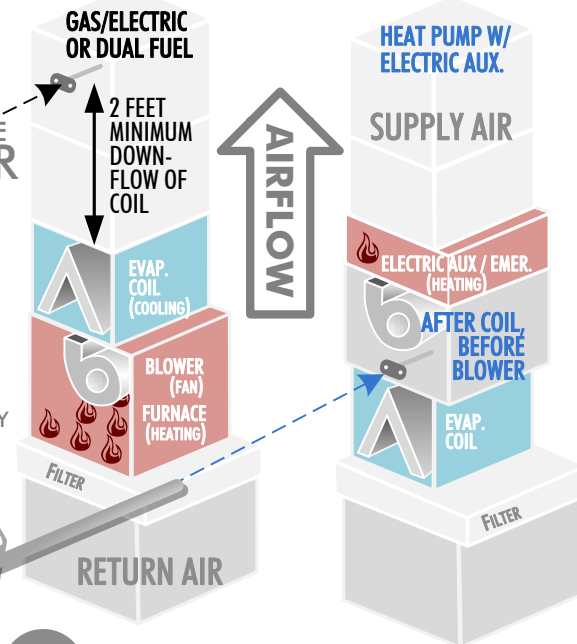 GAS/ELECTRIC
OR DUAL FUEL
2 FEET
MINIMUM
DOWN-
FLOW OF
COIL
EVAP.
COIL
(COOLING)
BLOWER
(FAN)
FURNACE
(HEATING)
FILTER
RETURN AIR
AIRFLOW
HEAT PUMP W/
ELECTRIC AUX.
SUPPLY AIR
ELECTRIC AUX / EMER.
(HEATING)
AFTER COIL,
BEFORE
BLOWER
EVAP.
COIL
FILTER